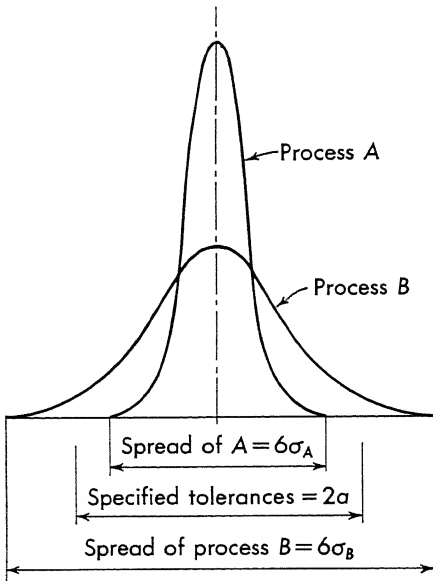 Process A
Process B
Spread of A = 6σA
Specified tolerances = 2a
Spread of process B = 6σB